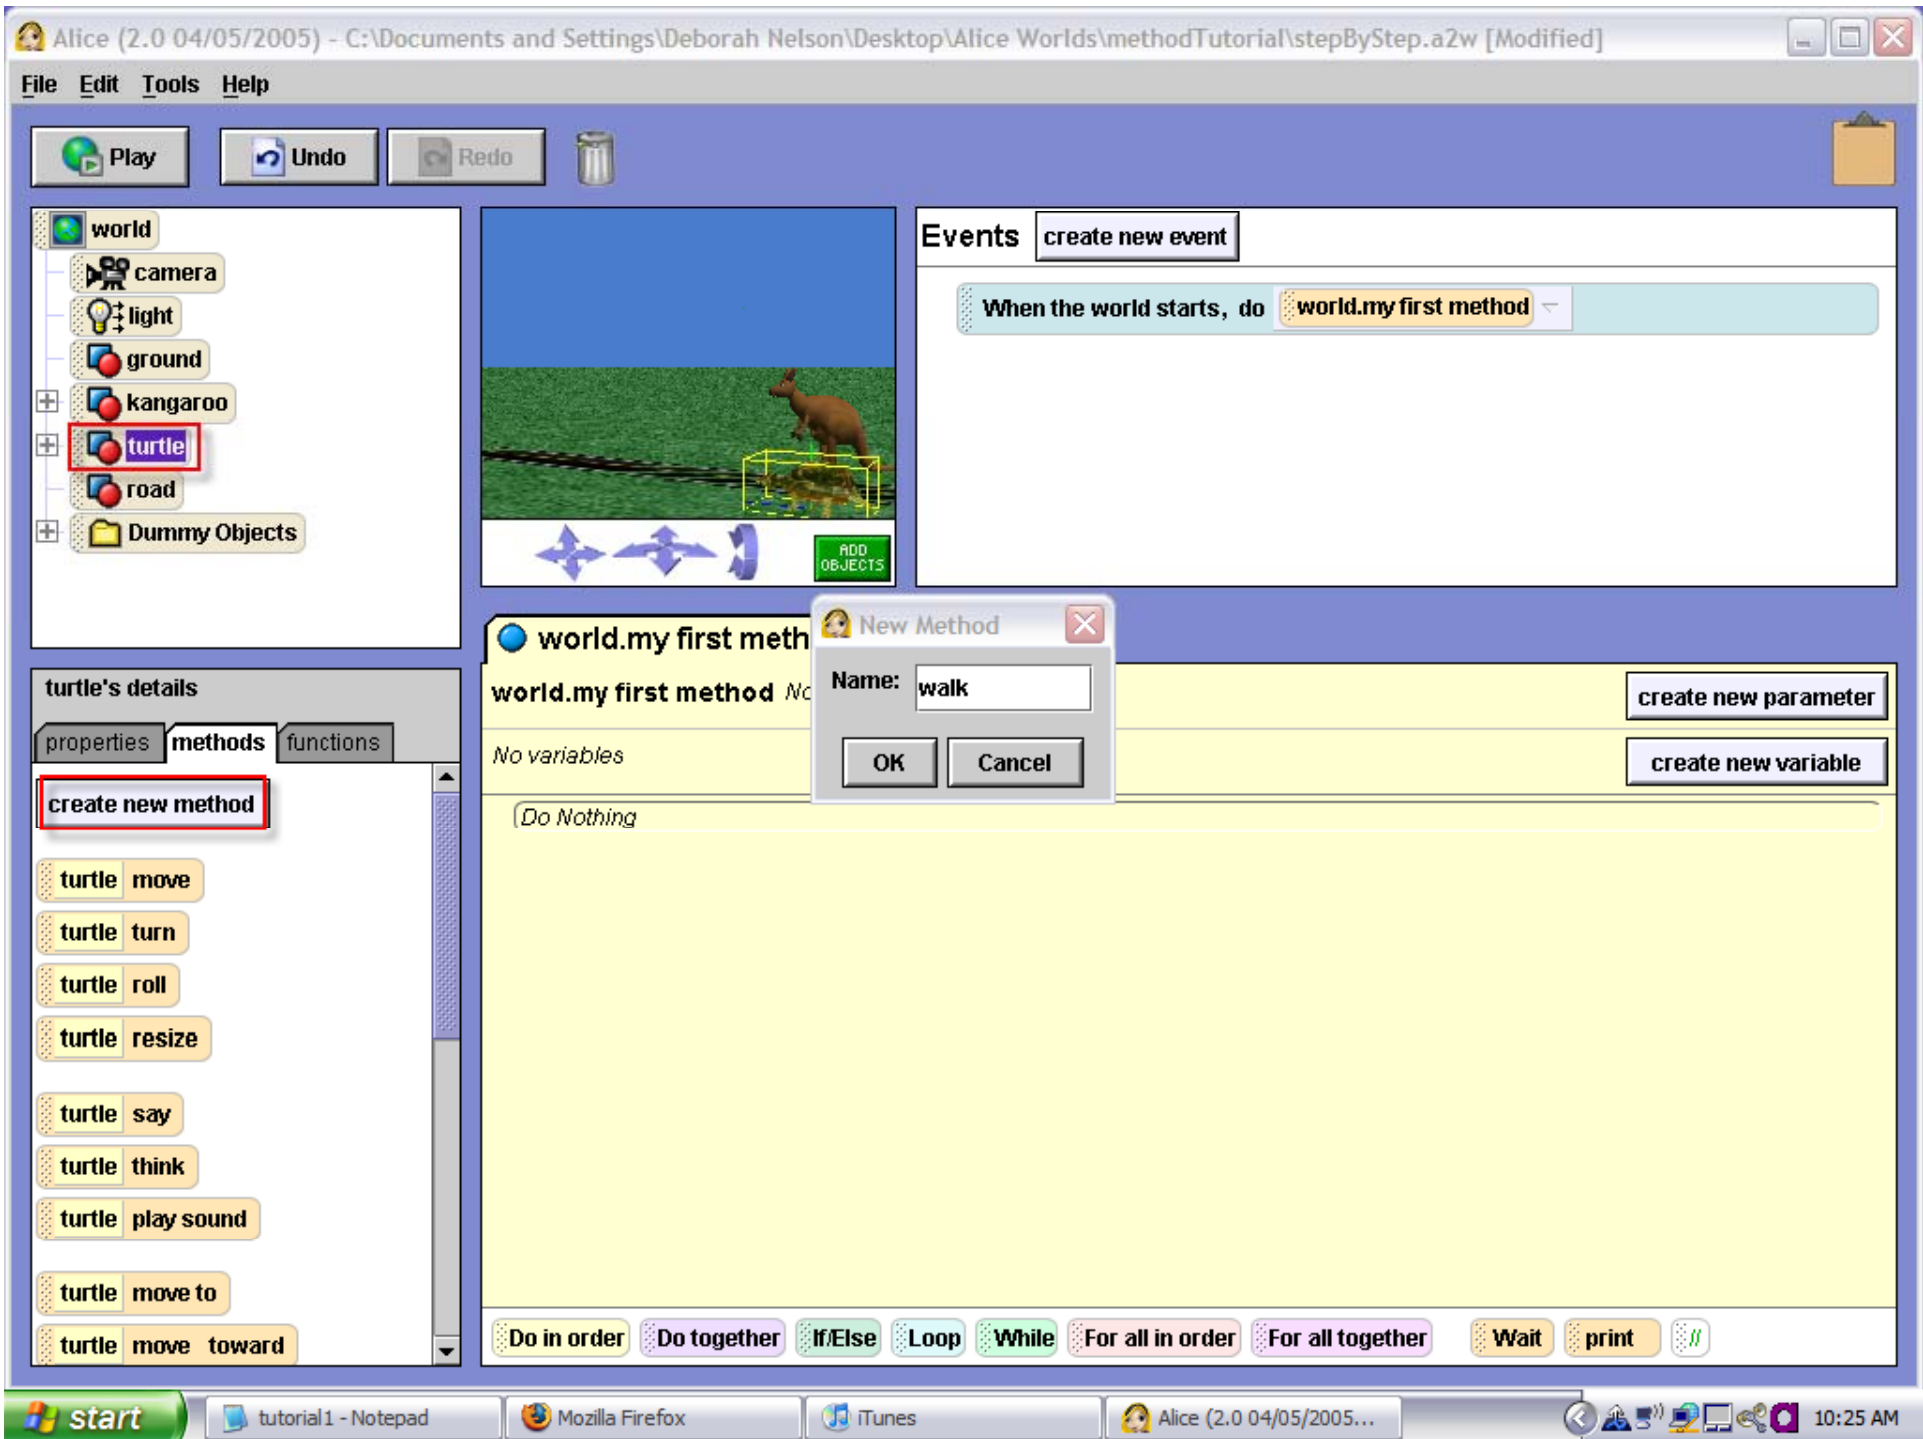 Alice (2.0 04/05/2005) - C:\Documents and Settings\Deborah Nelson\Desktop\Alice Worlds\methodTutorial\stepByStep.a2w [Modified]
File Edit Tools Help
Play Undo Redo
world
camera
light
ground
kangaroo
turtle
road
Dummy Objects
ADD
OBJECTS
Events create new event
When the world starts, do world.my first method
turtle's details
properties methods functions
create new method
turtle move
turtle turn
turtle roll
turtle resize
turtle say
turtle think
turtle play sound
turtle move to
turtle move toward
world.my first meth
world.my first method No
create new parameter
No variables
create new variable
Do Nothing
New Method
Name: walk
OK Cancel
Do in order Do together If/Else Loop While For all in order For all together Wait print //
start tutorial1 - Notepad Mozilla Firefox iTunes Alice (2.0 04/05/2005... 10:25 AM